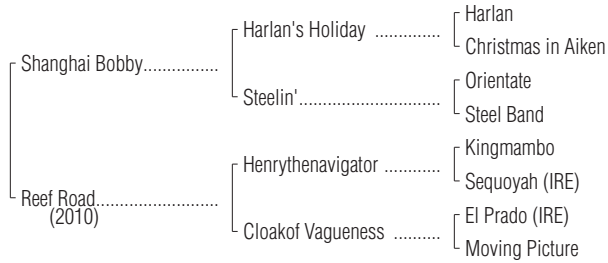 Harlan
Harlan's Holiday ..............
Christmas in Aiken
Shanghai Bobby................
Orientate
Steelin'..............................
Steel Band
Kingmambo
Henrythenavigator ............
Sequoyah (IRE)
Reef Road..........................
(2010)
El Prado (IRE)
Cloakof Vagueness ..........
Moving Picture